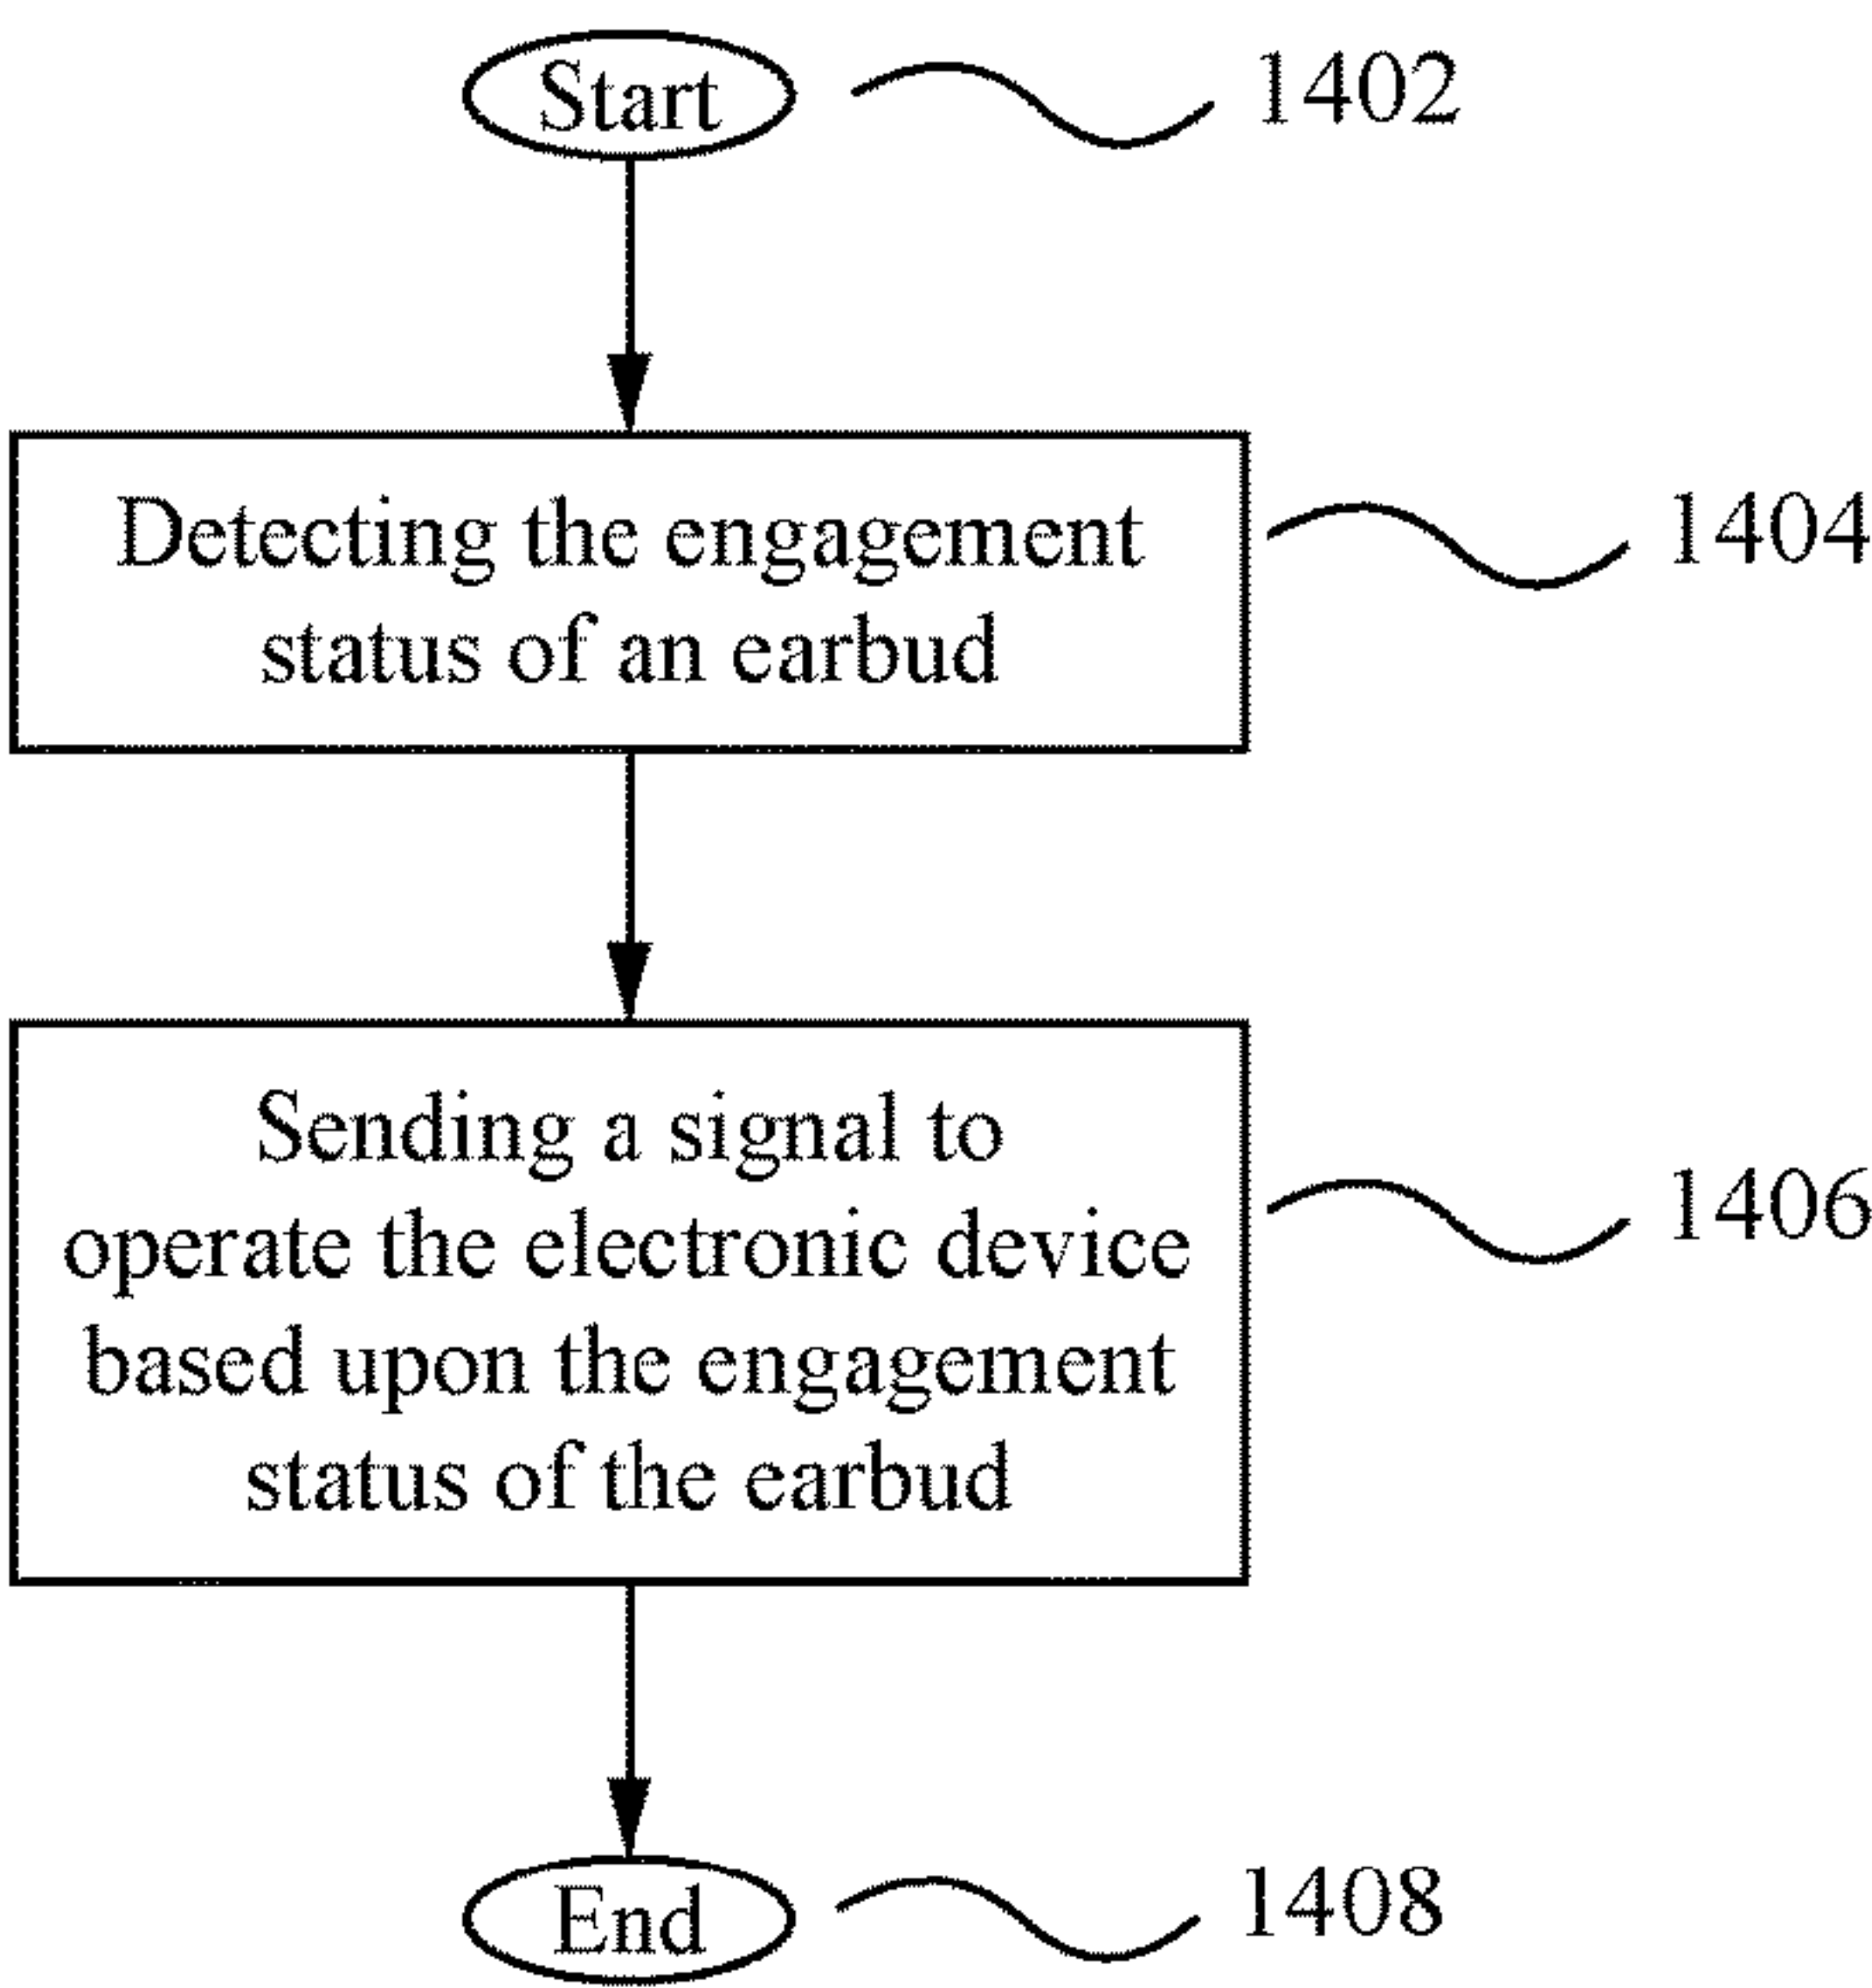 Start
1402
Detecting the engagement
status of an earbud
1404
Sending a signal to
operate the electronic device
based upon the engagement
status of the earbud
1406
End
1408